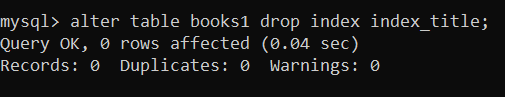 mysql> alter table books1 drop index index_title;
Query OK, 0 rows affected (0.04 sec)
Records: 0  Duplicates: 0  Warnings: 0